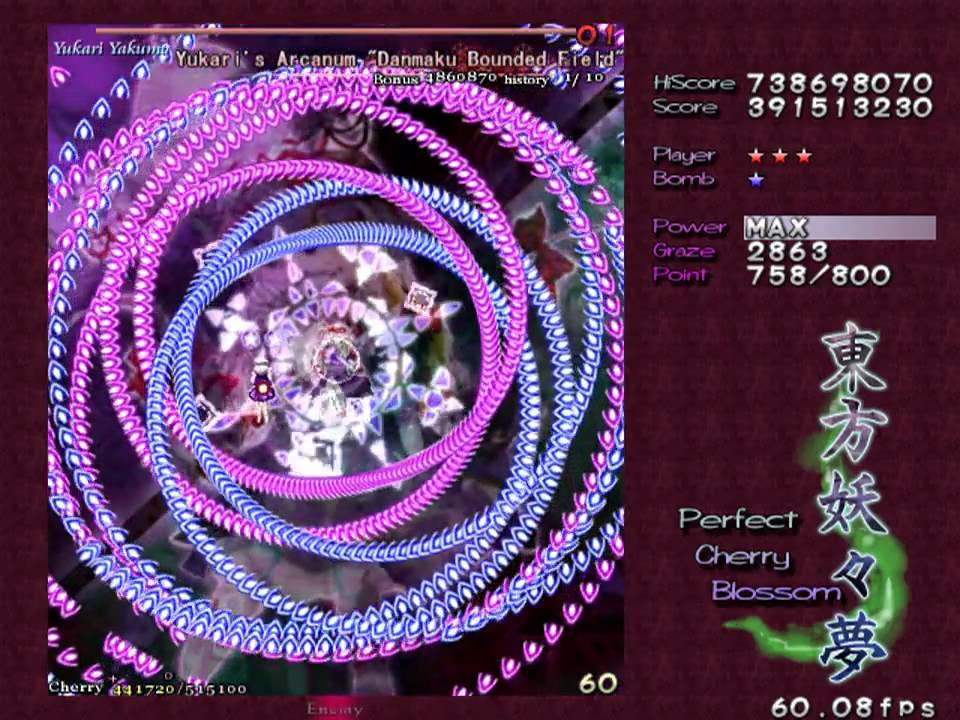 Yukari Yakumo
01
Yukari's Arcanum "Danmaku Bounded Field"
Bonus 4860870 history 1/10
HiScore 738698070
Score 391513230
Player ★★★
Bomb ★
Power MAX
Graze 2863
Point 758/800
東方妖々夢
Perfect
Cherry
Blossom
Cherry 441720/515100
60
Enemy
60.08fps